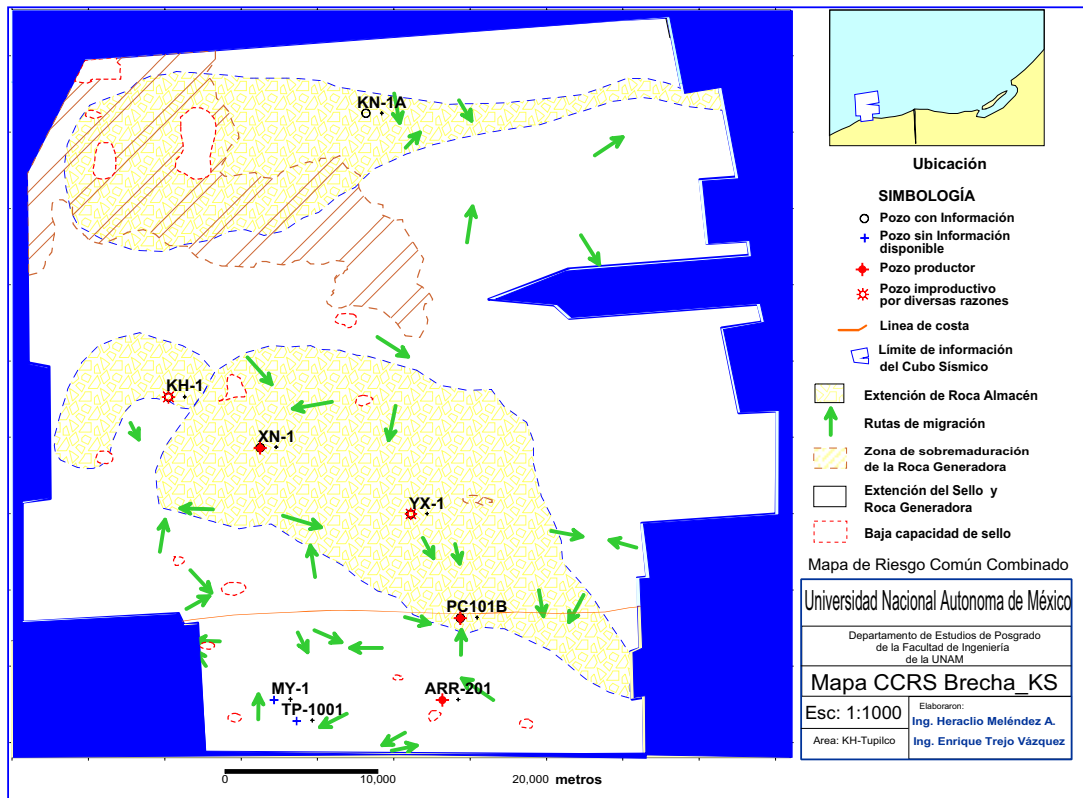 KN-1A
KH-1
XN-1
YX-1
PC101B
MY-1
TP-1001
ARR-201
0
10,000
20,000
metros
Ubicación
SIMBOLOGÍA
Pozo con Información
Pozo sin Información
disponible
Pozo productor
Pozo improductivo
por diversas razones
Linea de costa
Límite de información
del Cubo Sísmico
Extención de Roca Almacén
Rutas de migración
Zona de sobremaduración
de la Roca Generadora
Extención del Sello y
Roca Generadora
Baja capacidad de sello
Mapa de Riesgo Común Combinado
Universidad Nacional Autonoma de México
Departamento de Estudios de Posgrado
de la Facultad de Ingeniería
de la UNAM
Mapa CCRS Brecha_KS
Esc: 1:1000
Elaboraron:
Ing. Heraclio Meléndez A.
Area: KH-Tupilco
Ing. Enrique Trejo Vázquez